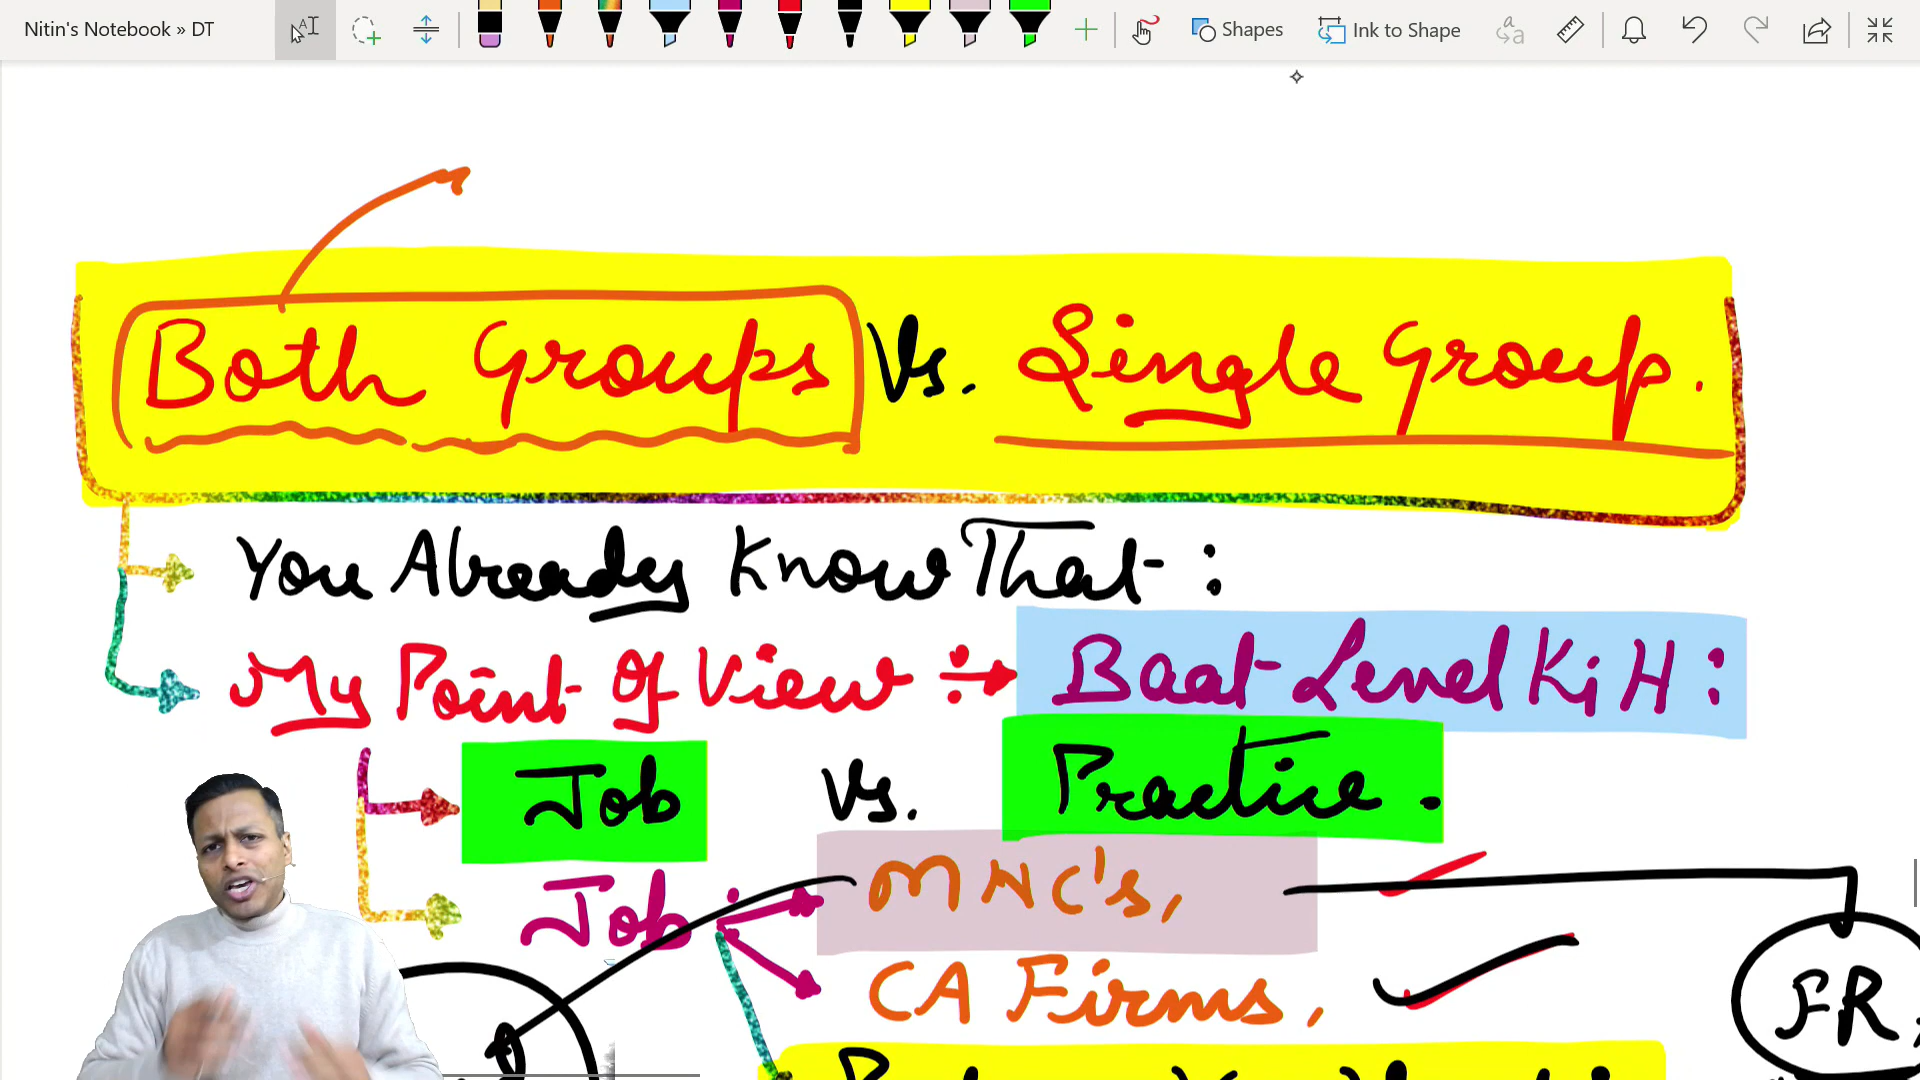 Nitin's Notebook » DT
Shapes
Ink to Shape
Both Groups Vs. Single Group.
You Already Know That :
My Point Of View ÷→ Baat Level Ki H :
Job Vs. Practice.
Job : MNC's,
CA Firms,
FR,